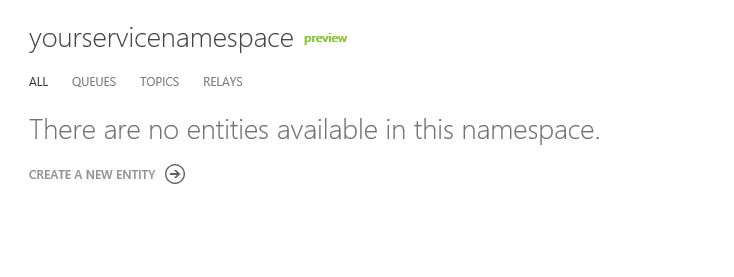 yourservicenamespace preview
ALL QUEUES TOPICS RELAYS
There are no entities available in this namespace.
CREATE A NEW ENTITY